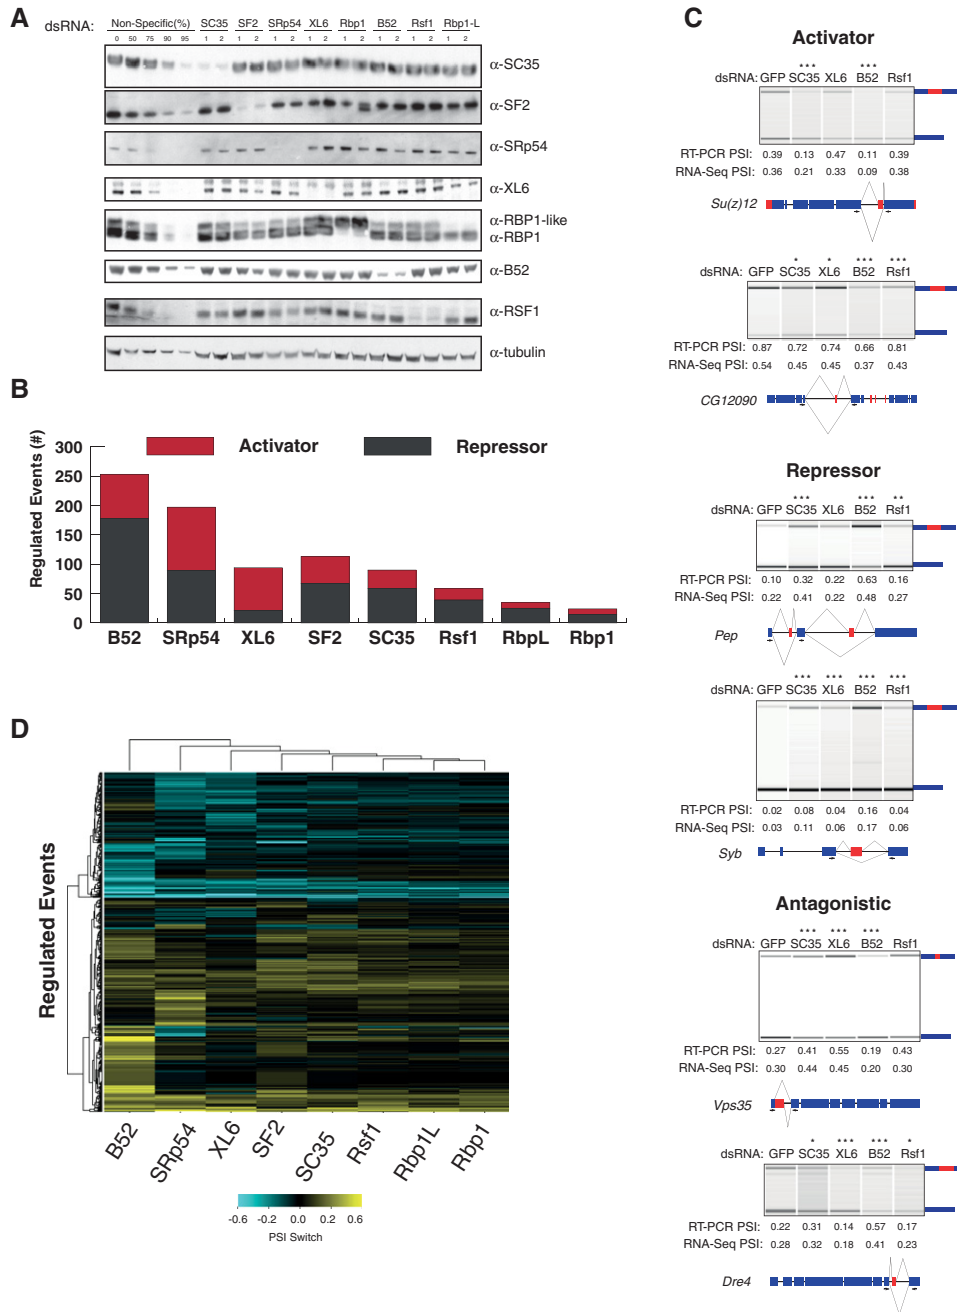 A
dsRNA: Non-Specific(%) SC35 SF2 SRp54 XL6 Rbp1 B52 Rsf1 Rbp1-L
0 50 75 90 95 1 2 1 2 1 2 1 2 1 2 1 2 1 2 1 2
α-SC35
α-SF2
α-SRp54
α-XL6
α-RBP1-like
α-RBP1
α-B52
α-RSF1
α-tubulin
B
Regulated Events (#)
300
250
200
150
100
50
0
Activator
Repressor
B52 SRp54 XL6 SF2 SC35 Rsf1 RbpL Rbp1
C
Activator
*** ***
dsRNA: GFP SC35 XL6 B52 Rsf1
RT-PCR PSI: 0.39 0.13 0.47 0.11 0.39
RNA-Seq PSI: 0.36 0.21 0.33 0.09 0.38
Su(z)12
* * *** ***
dsRNA: GFP SC35 XL6 B52 Rsf1
RT-PCR PSI: 0.87 0.72 0.74 0.66 0.81
RNA-Seq PSI: 0.54 0.45 0.45 0.37 0.43
CG12090
Repressor
*** *** **
dsRNA: GFP SC35 XL6 B52 Rsf1
RT-PCR PSI: 0.10 0.32 0.22 0.63 0.16
RNA-Seq PSI: 0.22 0.41 0.22 0.48 0.27
Pep
*** *** *** ***
dsRNA: GFP SC35 XL6 B52 Rsf1
RT-PCR PSI: 0.02 0.08 0.04 0.16 0.04
RNA-Seq PSI: 0.03 0.11 0.06 0.17 0.06
Syb
Antagonistic
*** *** ***
dsRNA: GFP SC35 XL6 B52 Rsf1
RT-PCR PSI: 0.27 0.41 0.55 0.19 0.43
RNA-Seq PSI: 0.30 0.44 0.45 0.20 0.30
Vps35
* *** *** *
dsRNA: GFP SC35 XL6 B52 Rsf1
RT-PCR PSI: 0.22 0.31 0.14 0.57 0.17
RNA-Seq PSI: 0.28 0.32 0.18 0.41 0.23
Dre4
D
Regulated Events
B52 SRp54 XL6 SF2 SC35 Rsf1 Rbp1L Rbp1
-0.6 -0.2 0.0 0.2 0.6
PSI Switch